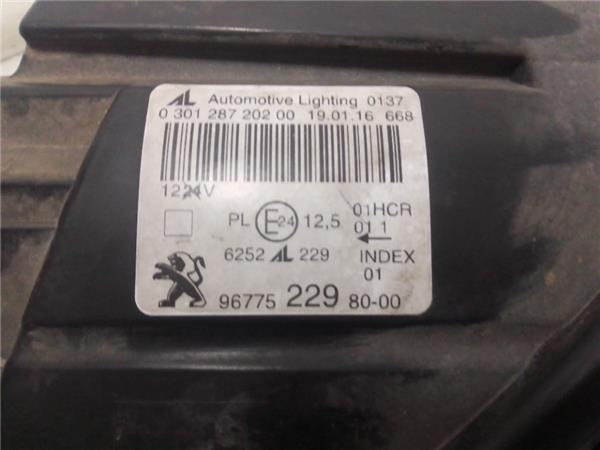 AL Automotive Lighting 0137
0 301 287 202 00 19.01.16 668
1224V
PL E24 12,5 01HCR
01 1
6252 AL 229 INDEX
01
96775 229 80-00